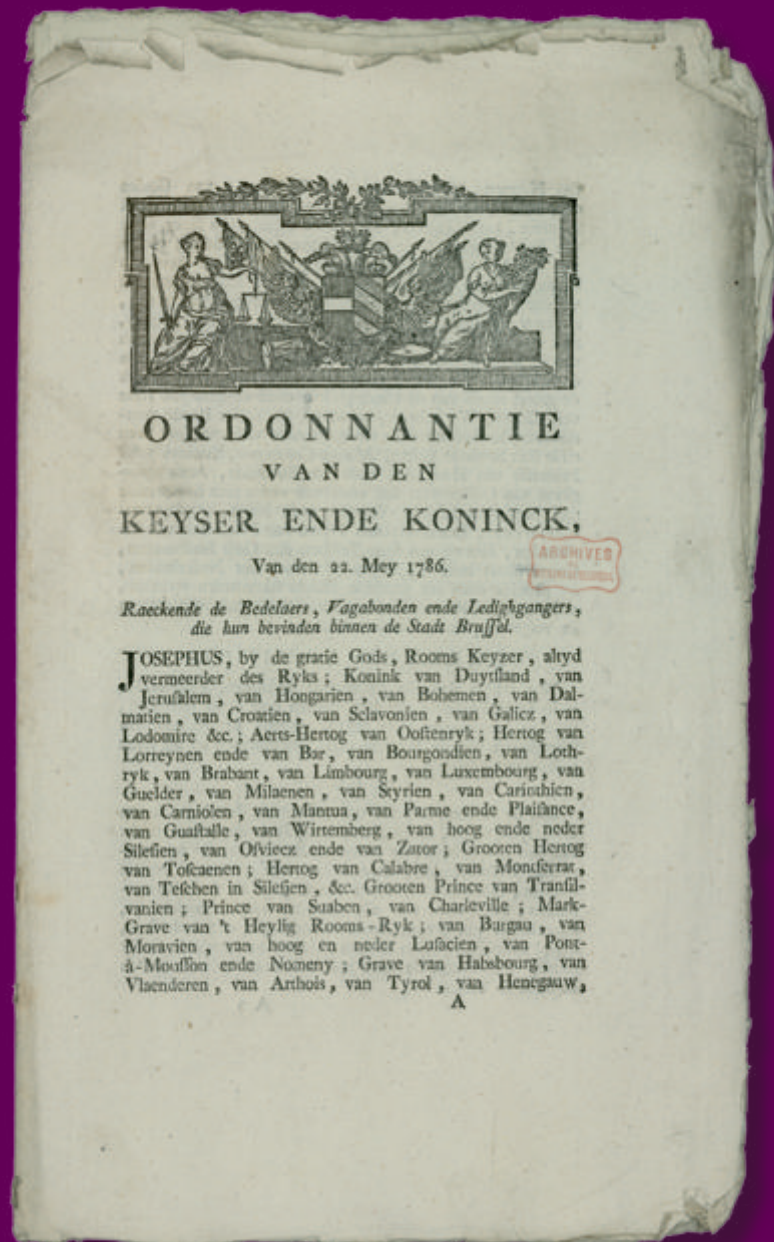 ORDONNANTIE
VAN DEN
KEYSER ENDE KONINCK,
Van den 22. Mey 1786.
ARCHIVES
Raeckende de Bedelaers, Vagabonden ende Ledighgangers,
die hun bevinden binnen de Stadt Brussel.
JOSEPHUS, by de gratie Gods, Rooms Keyzer, altyd
vermeerder des Ryks; Konink van Duytsland, van
Jerusalem, van Hongarien, van Bohemen, van Dal-
matien, van Croatien, van Sclavonien, van Galicz, van
Lodomire &c.; Aerts-Hertog van Oostenryk; Hertog van
Lorreynen ende van Bar, van Bourgondien, van Loth-
ryk, van Brabant, van Limbourg, van Luxembourg, van
Guelder, van Milaenen, van Styrien, van Carinthien,
van Carniolen, van Mantua, van Parme ende Plaisance,
van Guastalle, van Wirtemberg, van hoog ende neder
Silesien, van Osviecz ende van Zator; Grooten Hertog
van Toscaenen; Hertog van Calabre, van Montferrat,
van Teschen in Silesien, &c. Grooten Prince van Transil-
vanien; Prince van Suaben, van Charleville; Mark-
Grave van 't Heylig Rooms-Ryk; van Burgau, van
Moravien, van hoog en neder Lusacien, van Pont-
à-Mousson ende Nomeny; Grave van Habsbourg, van
Vlaenderen, van Arthois, van Tyrol, van Henegauw,
A